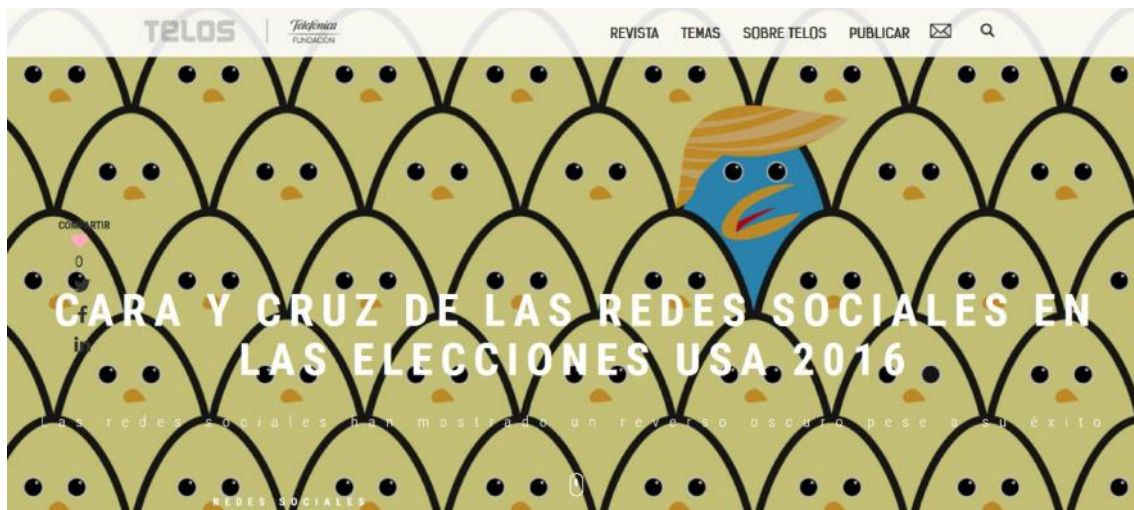 TELOS
Telefónica
FUNDACIÓN
REVISTA TEMAS SOBRE TELOS PUBLICAR
COMPARTIR
0
CARA Y CRUZ DE LAS REDES SOCIALES EN
LAS ELECCIONES USA 2016
Las redes sociales han mostrado un reverso oscuro pese a su éxito
REDES SOCIALES